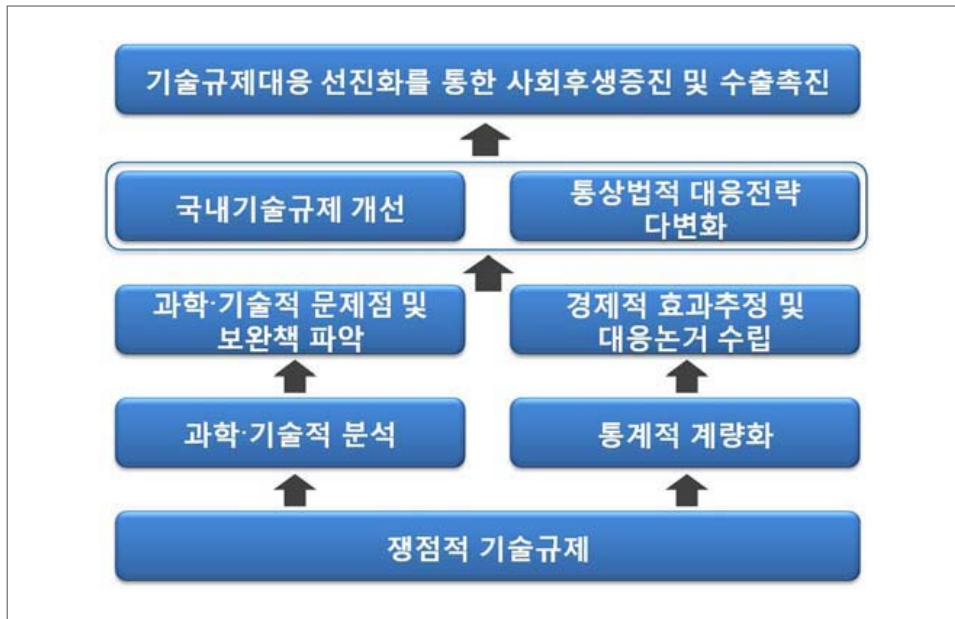 기술규제대응 선진화를 통한 사회후생증진 및 수출촉진
국내기술규제 개선
통상법적 대응전략
다변화
과학·기술적 문제점 및
보완책 파악
경제적 효과추정 및
대응논거 수립
과학·기술적 분석
통계적 계량화
쟁점적 기술규제